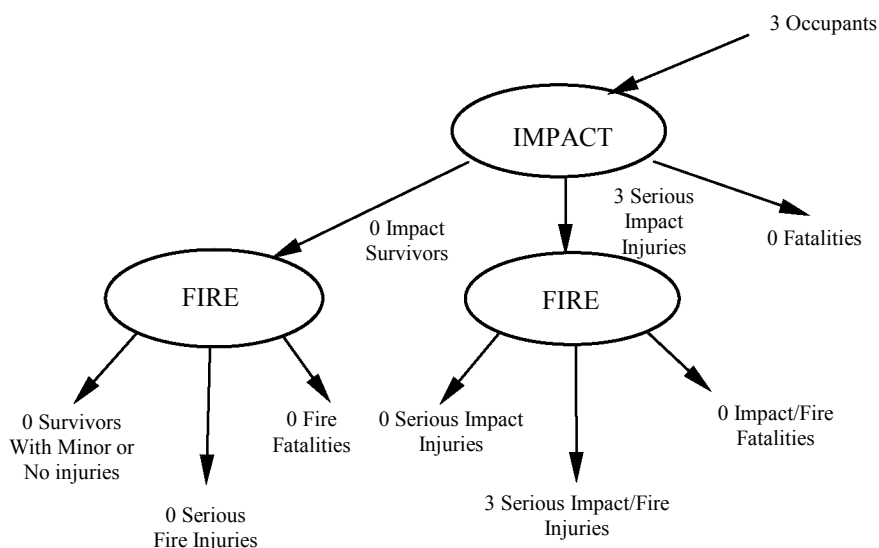 3 Occupants
IMPACT
0 Impact
Survivors
3 Serious
Impact
Injuries
0 Fatalities
FIRE
FIRE
0 Survivors
With Minor or
No injuries
0 Serious
Fire Injuries
0 Fire
Fatalities
0 Serious Impact
Injuries
3 Serious Impact/Fire
Injuries
0 Impact/Fire
Fatalities